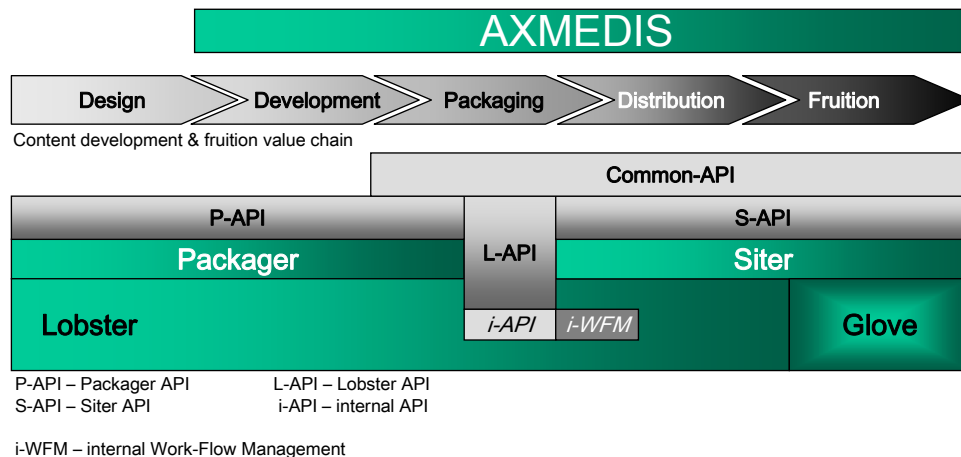 AXMEDIS
Design Development Packaging Distribution Fruition
Content development & fruition value chain
Common-API
P-API L-API S-API
Packager Siter
Lobster i-API i-WFM Glove
P-API – Packager API L-API – Lobster API
S-API – Siter API i-API – internal API
i-WFM – internal Work-Flow Management